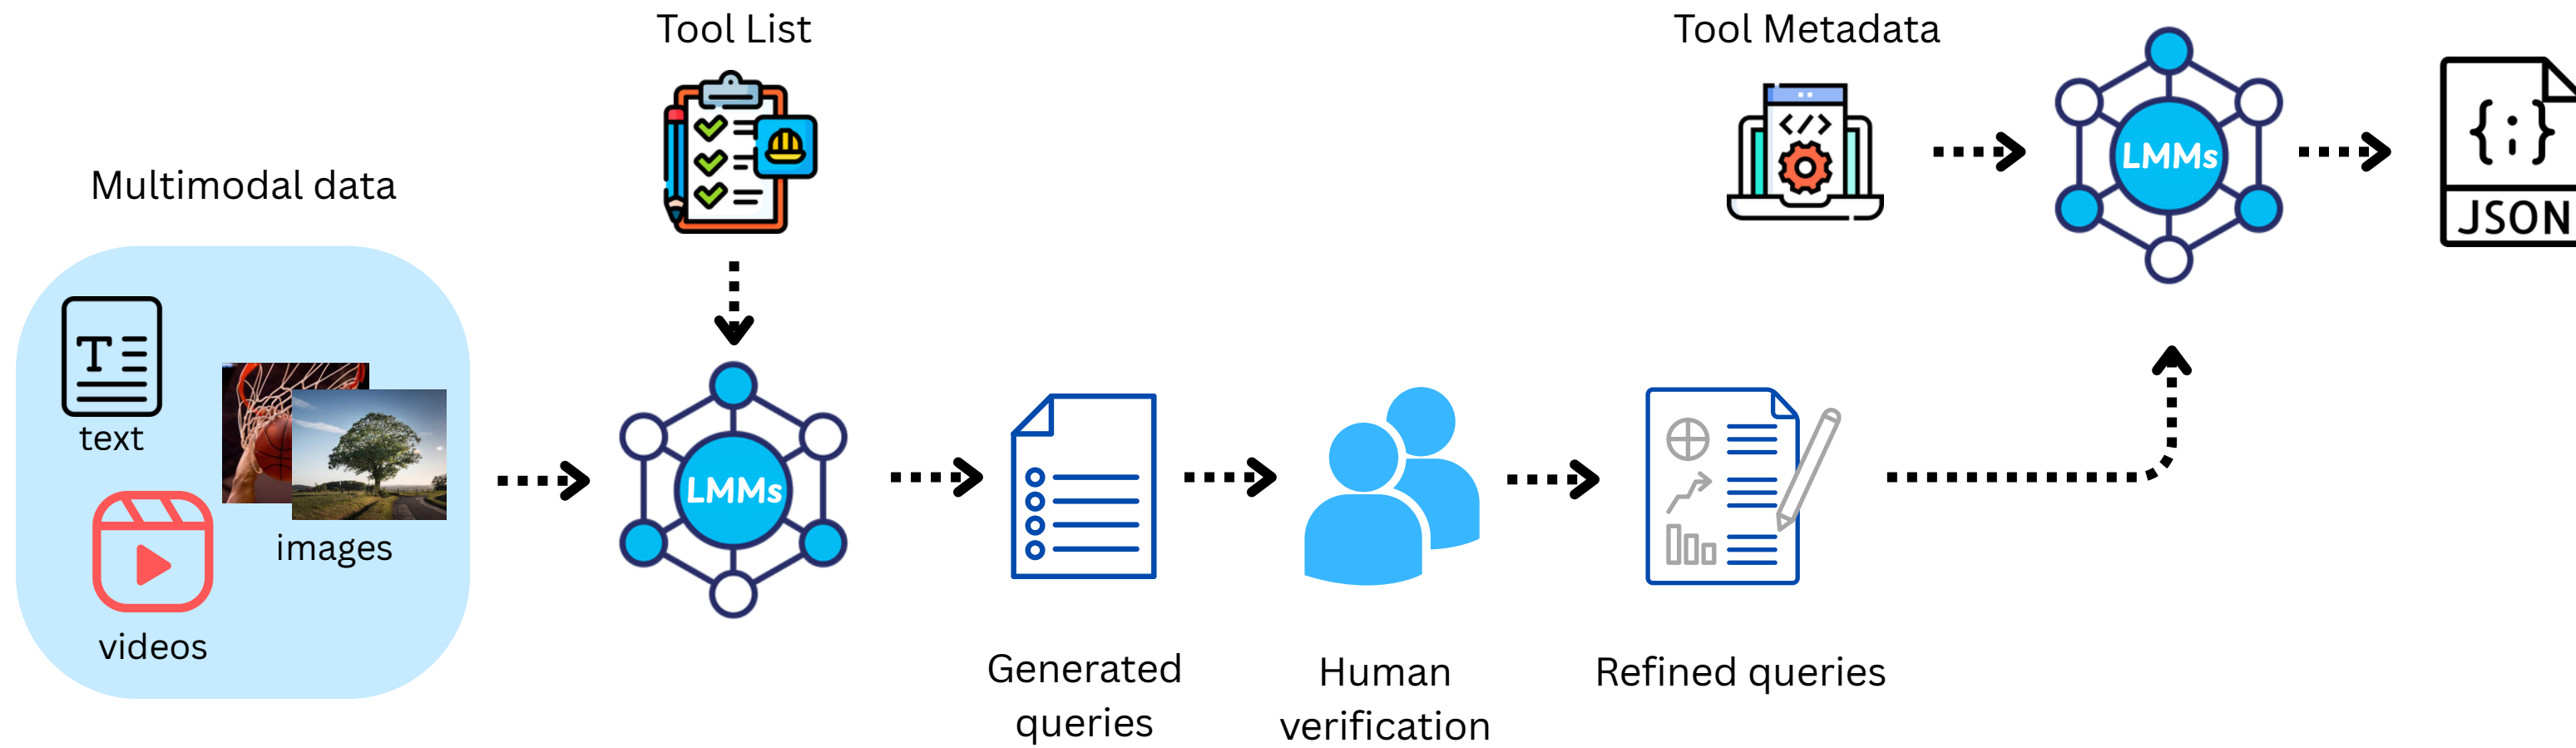 Tool List
Tool Metadata
Multimodal data
T
text
images
videos
LMMs
Generated
queries
Human
verification
Refined queries
</>
LMMs
{;}
JSON